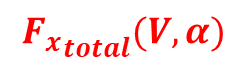 F_{x_{total}}(V, α)